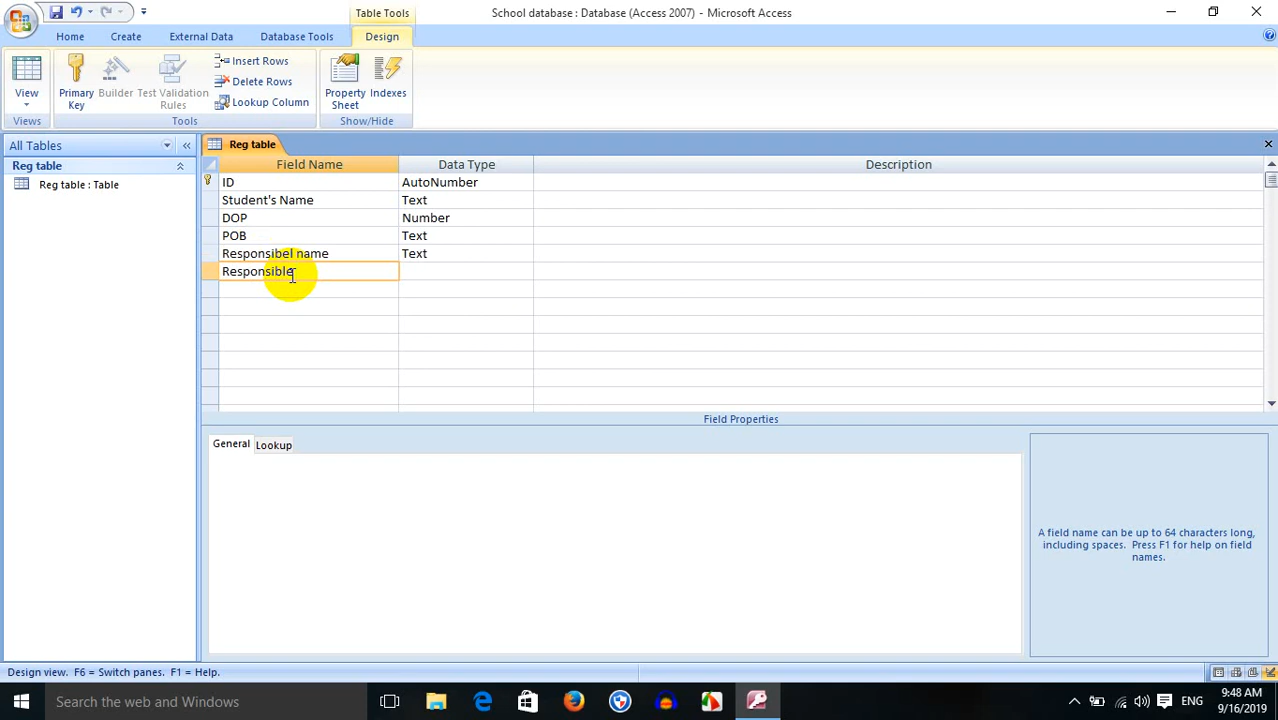 School database : Database (Access 2007) - Microsoft Access
Table Tools
Home
Create
External Data
Database Tools
Design
View
Primary
Key
Builder
Test Validation
Rules
Insert Rows
Delete Rows
Lookup Column
Property
Sheet
Indexes
Views
Tools
Show/Hide
All Tables
Reg table
Reg table : Table
Reg table
Field Name Data Type Description
ID AutoNumber
Student's Name Text
DOP Number
POB Text
Responsibel name Text
Responsible
Field Properties
General
Lookup
A field name can be up to 64 characters long,
including spaces. Press F1 for help on field
names.
Design view. F6 = Switch panes. F1 = Help.
Search the web and Windows
ENG
9:48 AM
9/16/2019